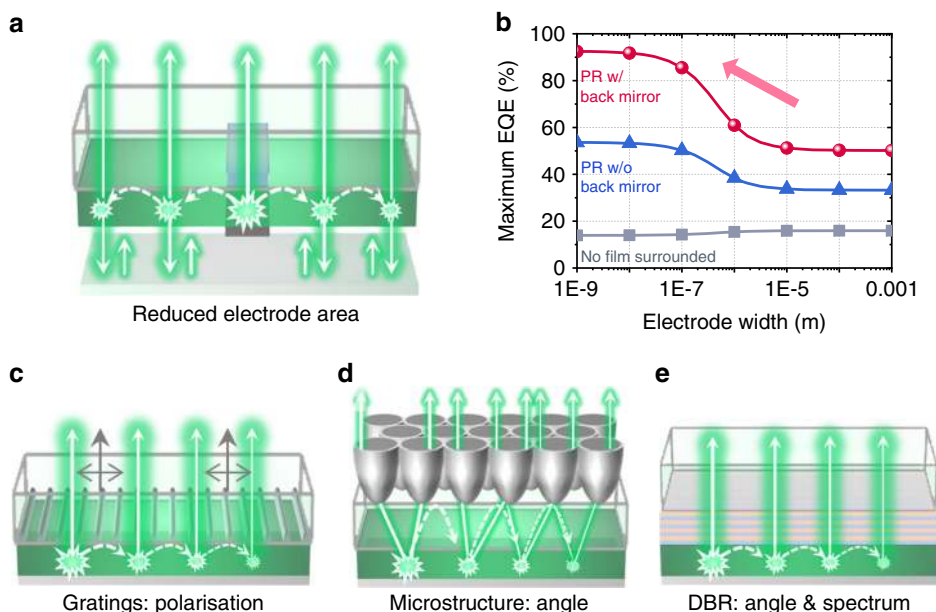 a
Reduced electrode area
b
Maximum EQE (%)
100
80
60
40
20
0
PR w/
back mirror
PR w/o
back mirror
No film surrounded
1E-9
1E-7
1E-5
0.001
Electrode width (m)
c
Gratings: polarisation
d
Microstructure: angle
e
DBR: angle & spectrum